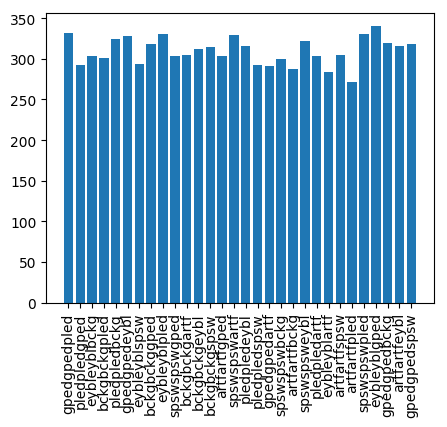 350
300
250
200
150
100
50
0
gpedgpedpled
pledpledgped
eybleyblbckg
bckgbckgpled
pledpledbckg
gpedgpedeybl
eybleyblspsw
bckgbckggped
eybleyblpled
spswspswgped
bckgbckgartf
bckgbckgeybl
bckgbckgspsw
artfartfgped
spswspswartf
pledpledeybl
pledpledspsw
gpedgpedartf
spswspswbckg
artfartfbckg
spswspsweybl
pledpledartf
eybleyblartf
artfartfspsw
artfartfpled
spswspswpled
eybleyblgped
gpedgpedbckg
artfartfeybl
gpedgpedspsw